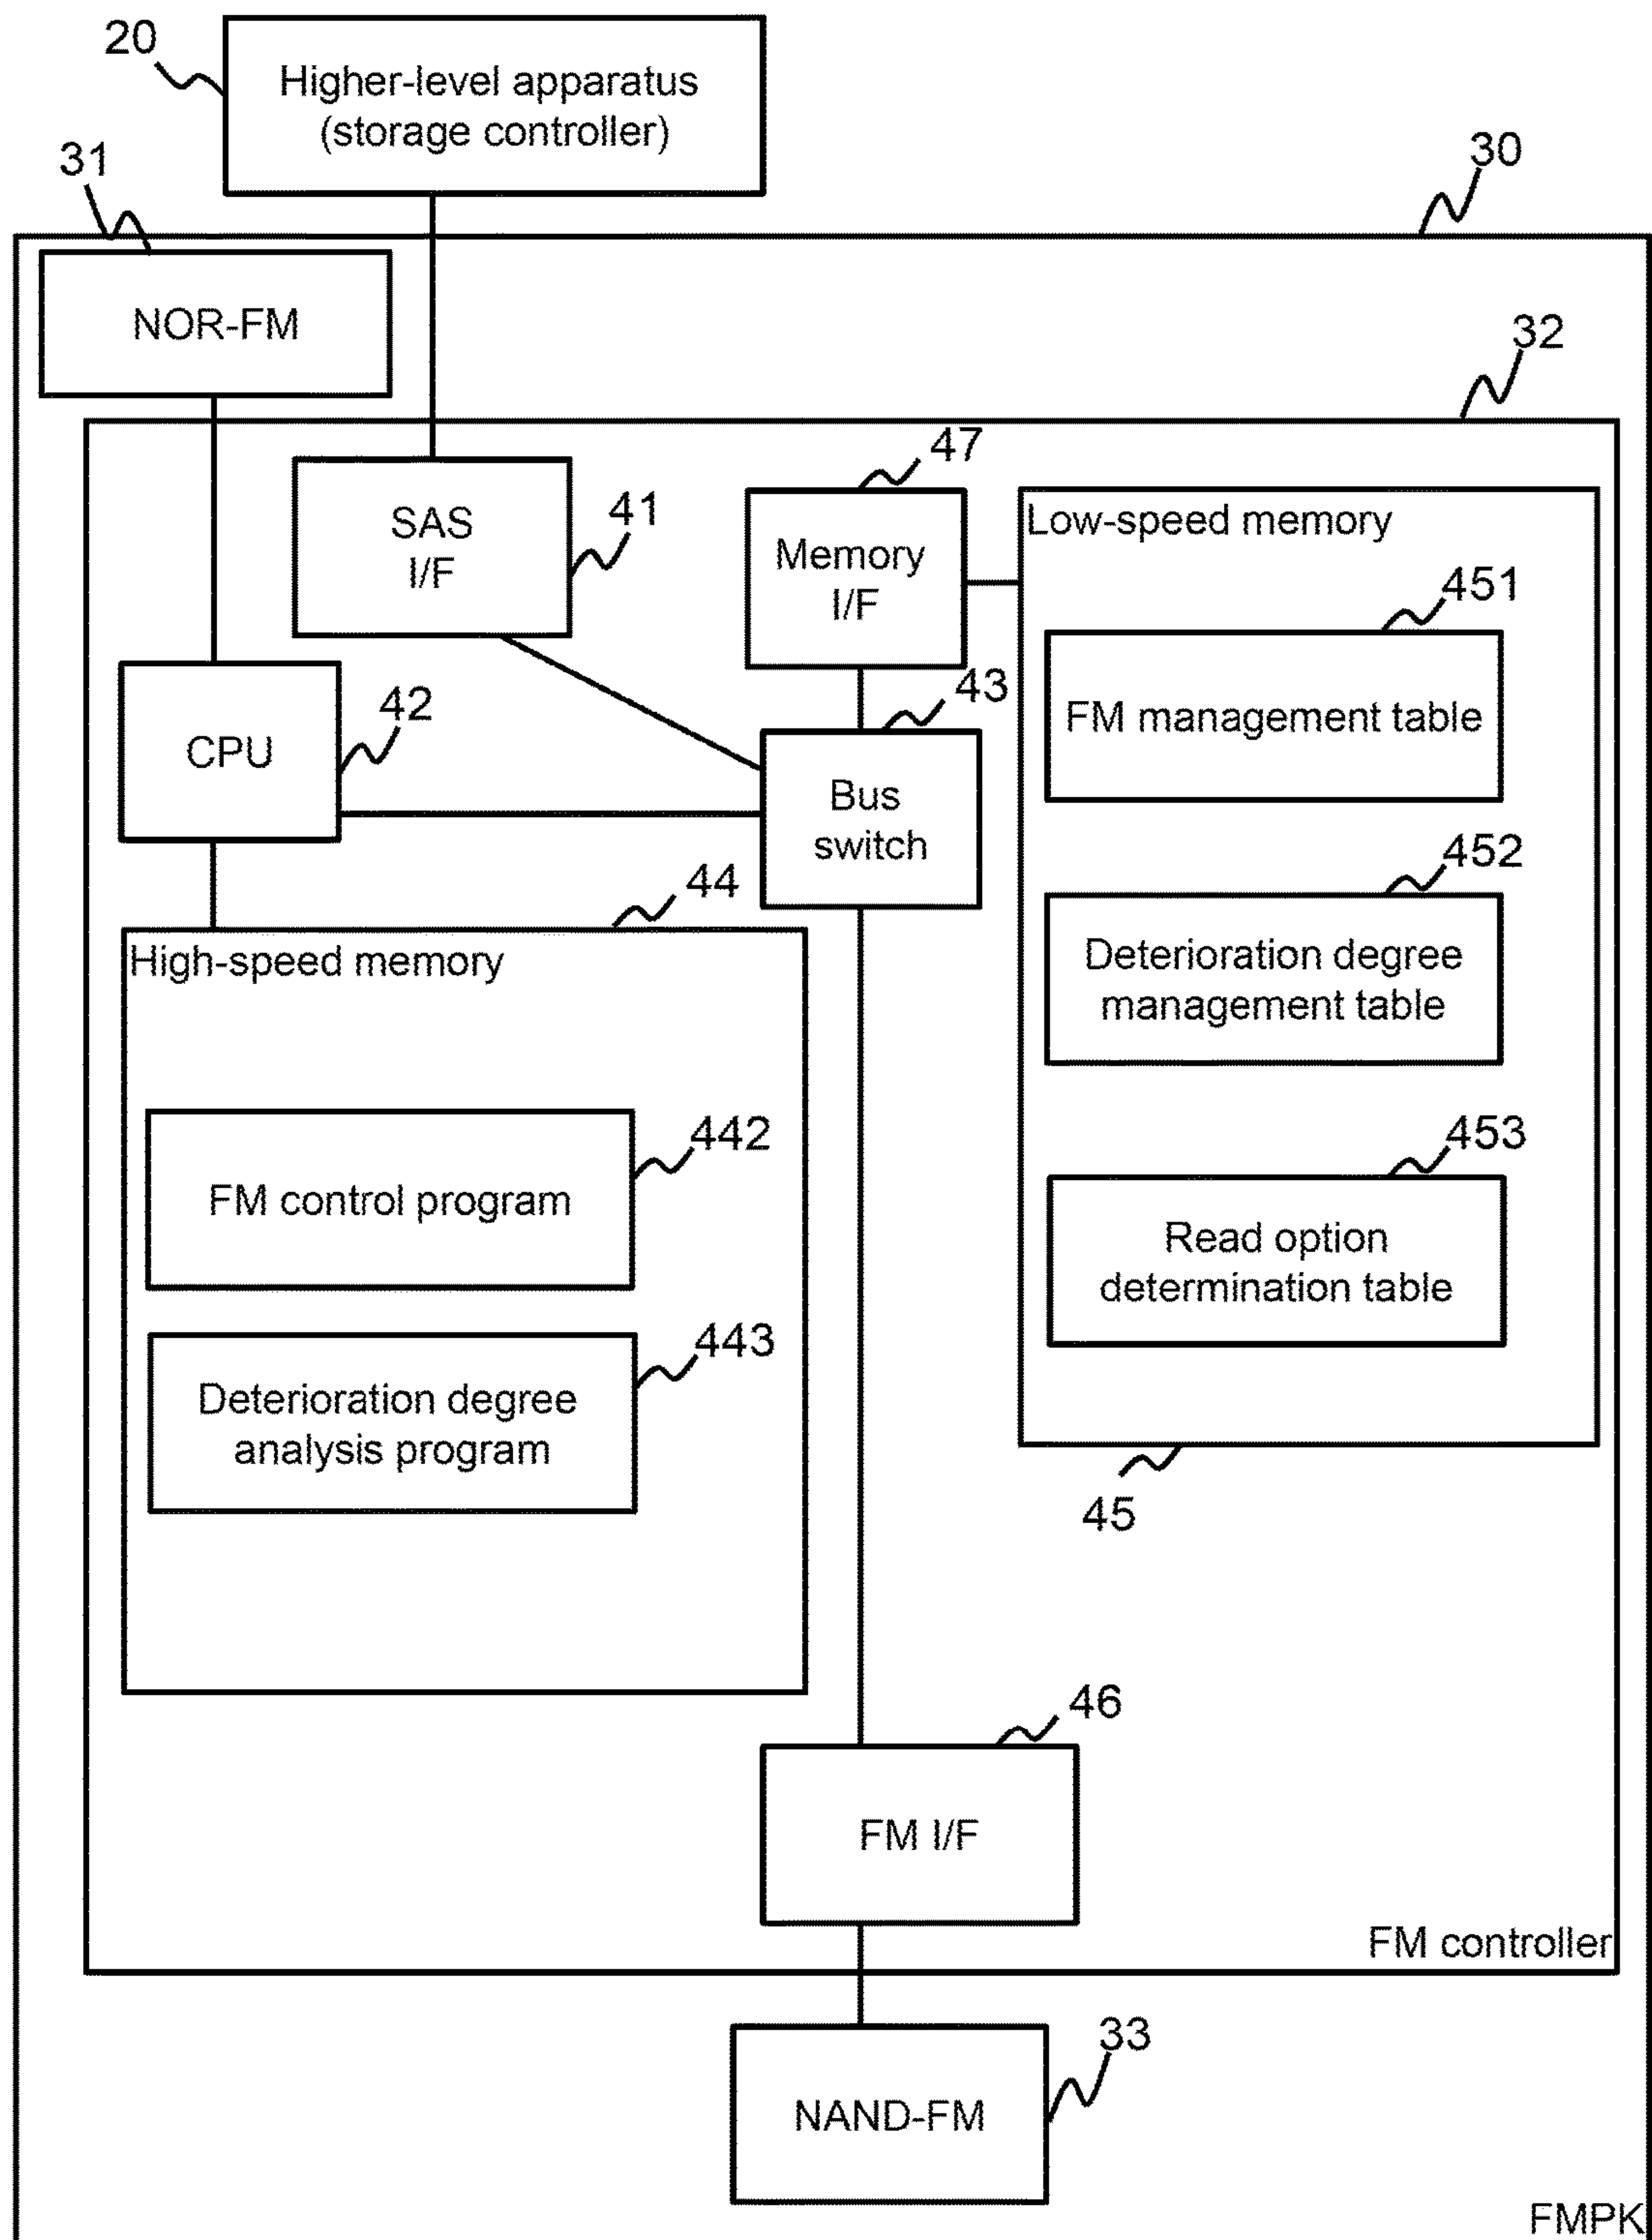 20
Higher-level apparatus
(storage controller)
31
30
NOR-FM
32
47
SAS
I/F
41
Memory
I/F
Low-speed memory
451
FM management table
42
CPU
43
Bus
switch
452
Deterioration degree
management table
44
High-speed memory
442
FM control program
453
Read option
determination table
443
Deterioration degree
analysis program
45
46
FM I/F
FM controller
33
NAND-FM
FMPK